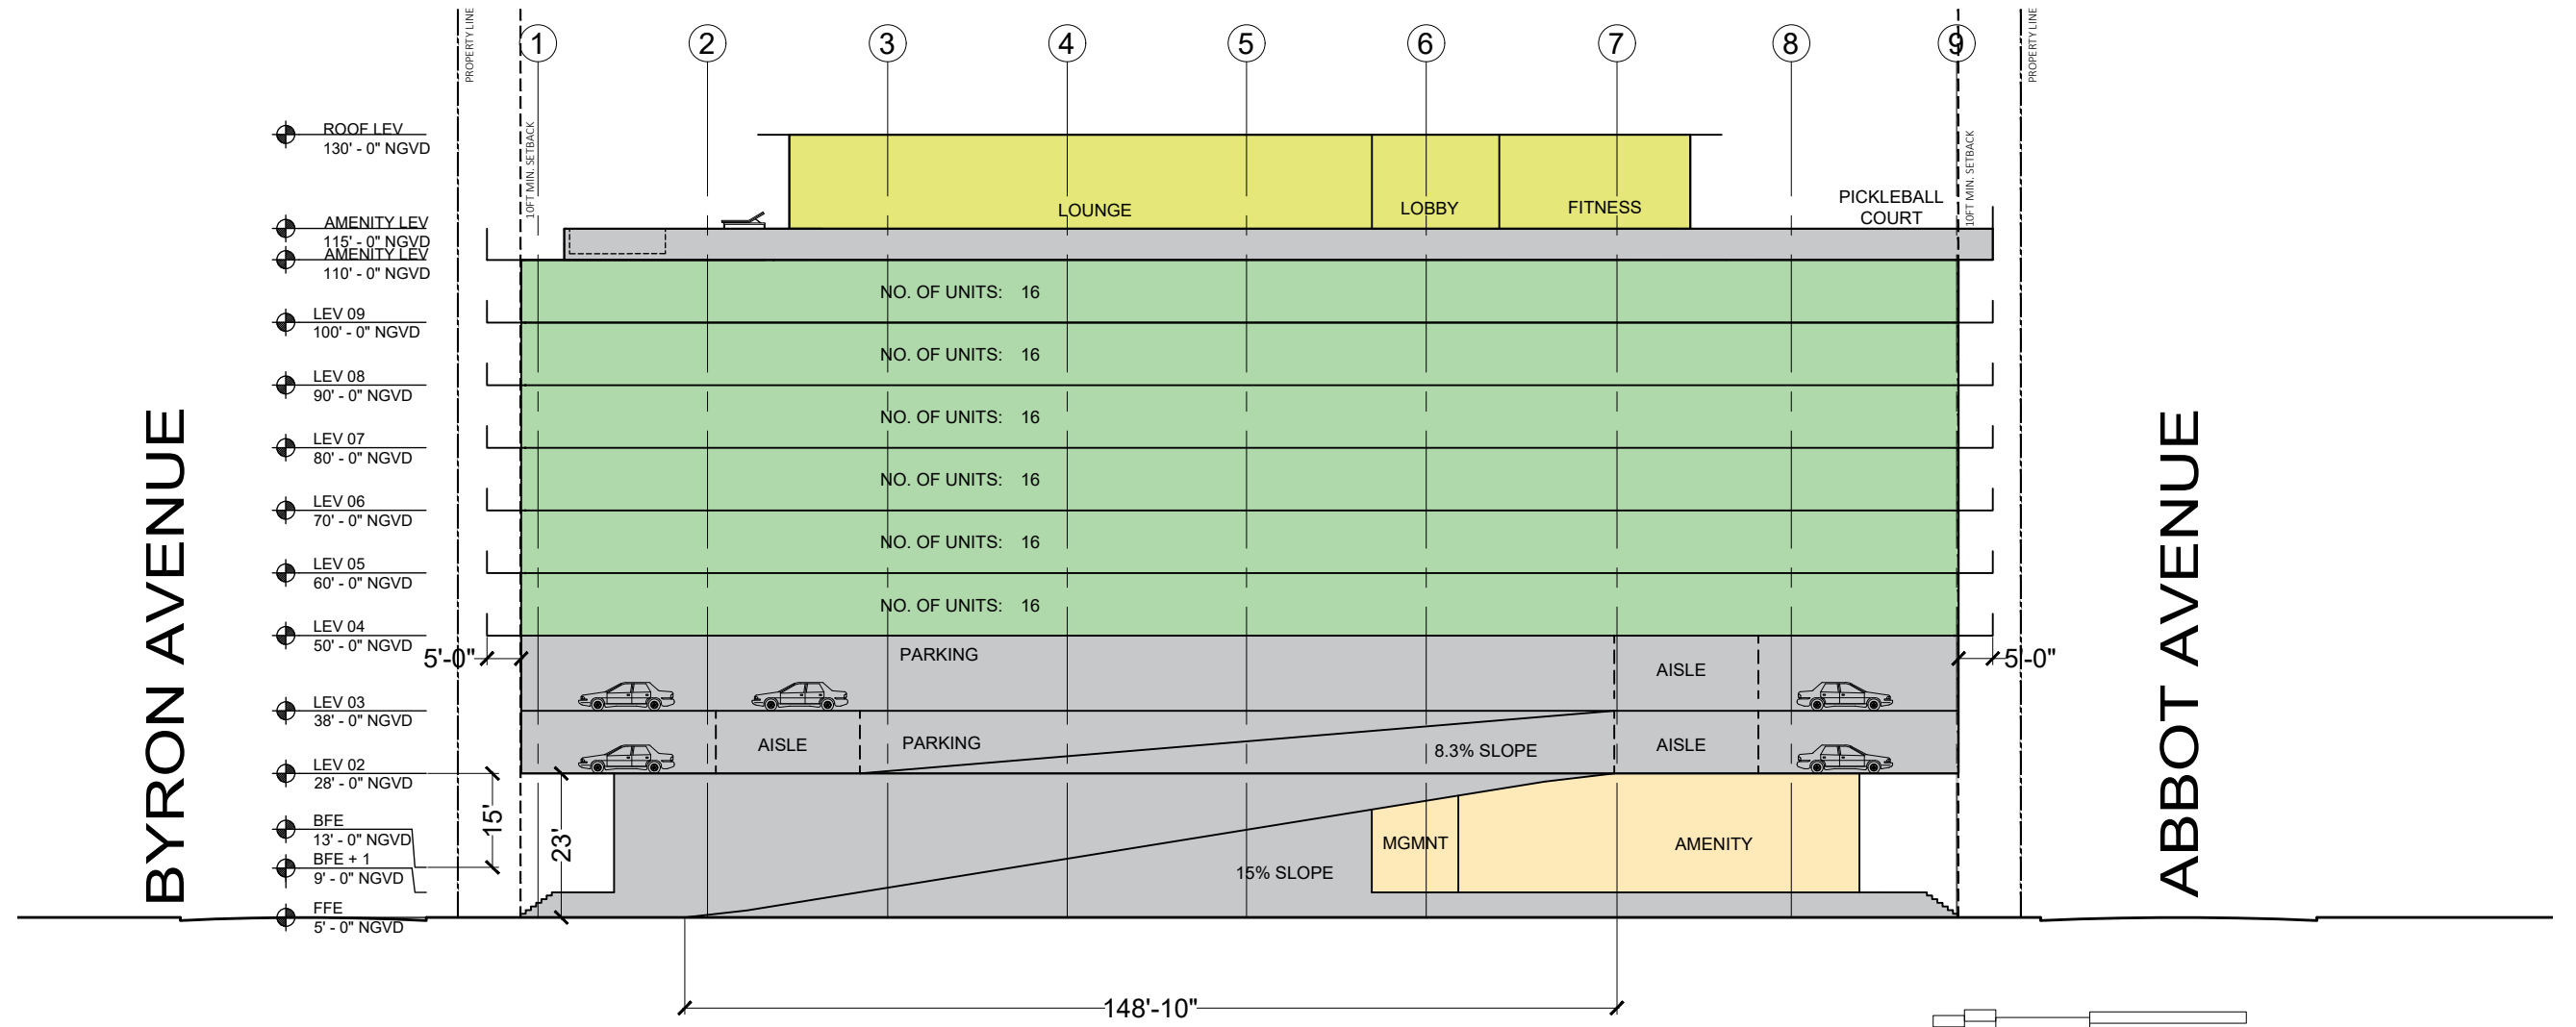 PROPERTY LINE
1
2
3
4
5
6
7
8
9
PROPERTY LINE
10FT MIN. SETBACK
10FT MIN. SETBACK
ROOF LEV
130' - 0" NGVD
LOUNGE
LOBBY
FITNESS
PICKLEBALL
COURT
AMENITY LEV
115' - 0" NGVD
AMENITY LEV
110' - 0" NGVD
NO. OF UNITS: 16
LEV 09
100' - 0" NGVD
NO. OF UNITS: 16
LEV 08
90' - 0" NGVD
NO. OF UNITS: 16
LEV 07
80' - 0" NGVD
NO. OF UNITS: 16
LEV 06
70' - 0" NGVD
NO. OF UNITS: 16
LEV 05
60' - 0" NGVD
NO. OF UNITS: 16
LEV 04
50' - 0" NGVD
5'-0"
PARKING
AISLE
5'-0"
LEV 03
38' - 0" NGVD
AISLE
PARKING
8.3% SLOPE
AISLE
LEV 02
28' - 0" NGVD
15'
23'
BFE
13' - 0" NGVD
BFE + 1
9' - 0" NGVD
MGMNT
AMENITY
15% SLOPE
FFE
5' - 0" NGVD
148'-10"
BYRON AVENUE
ABBOT AVENUE